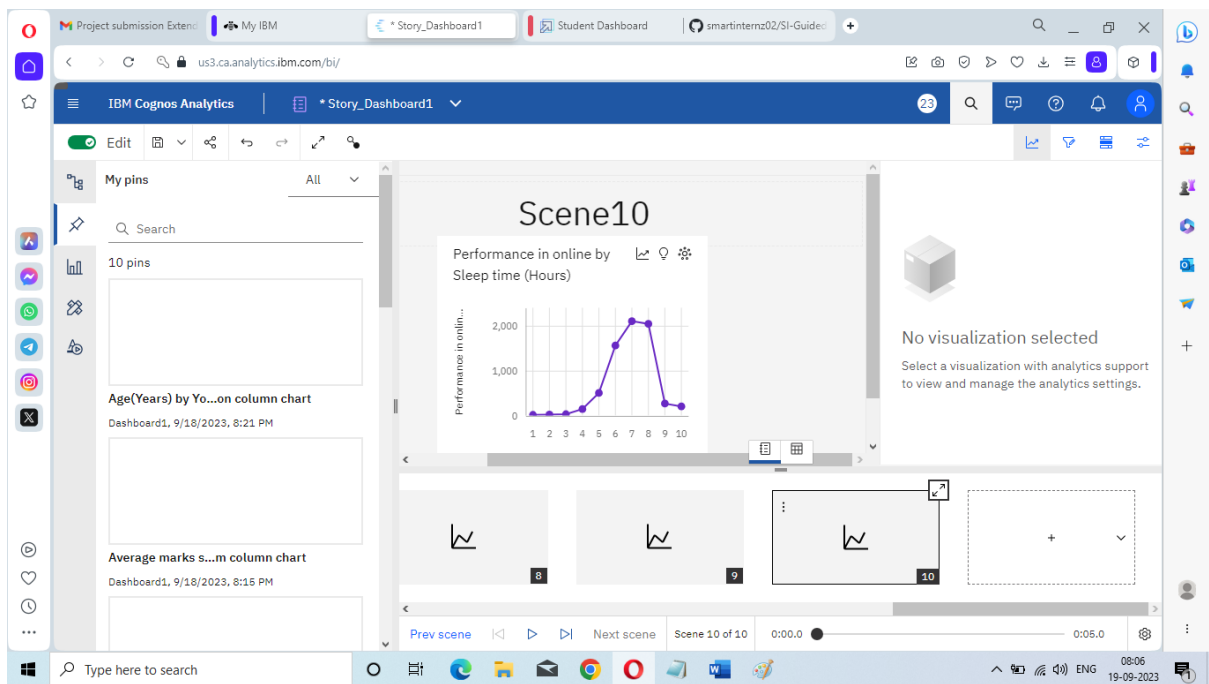 Project submission Extend
My IBM
* Story_Dashboard1
Student Dashboard
smartinternz02/SI-Guided
us3.ca.analytics.ibm.com/bi/
IBM Cognos Analytics
* Story_Dashboard1
23
Edit
My pins
All
Search
10 pins
Age(Years) by Yo...on column chart
Dashboard1, 9/18/2023, 8:21 PM
Average marks s...m column chart
Dashboard1, 9/18/2023, 8:15 PM
Scene10
Performance in online by
Sleep time (Hours)
Performance in onlin...
2,000
1,000
0
1 2 3 4 5 6 7 8 9 10
No visualization selected
Select a visualization with analytics support
to view and manage the analytics settings.
8
9
10
Prev scene
Next scene
Scene 10 of 10
0:00.0
0:05.0
Type here to search
ENG
08:06
19-09-2023
1